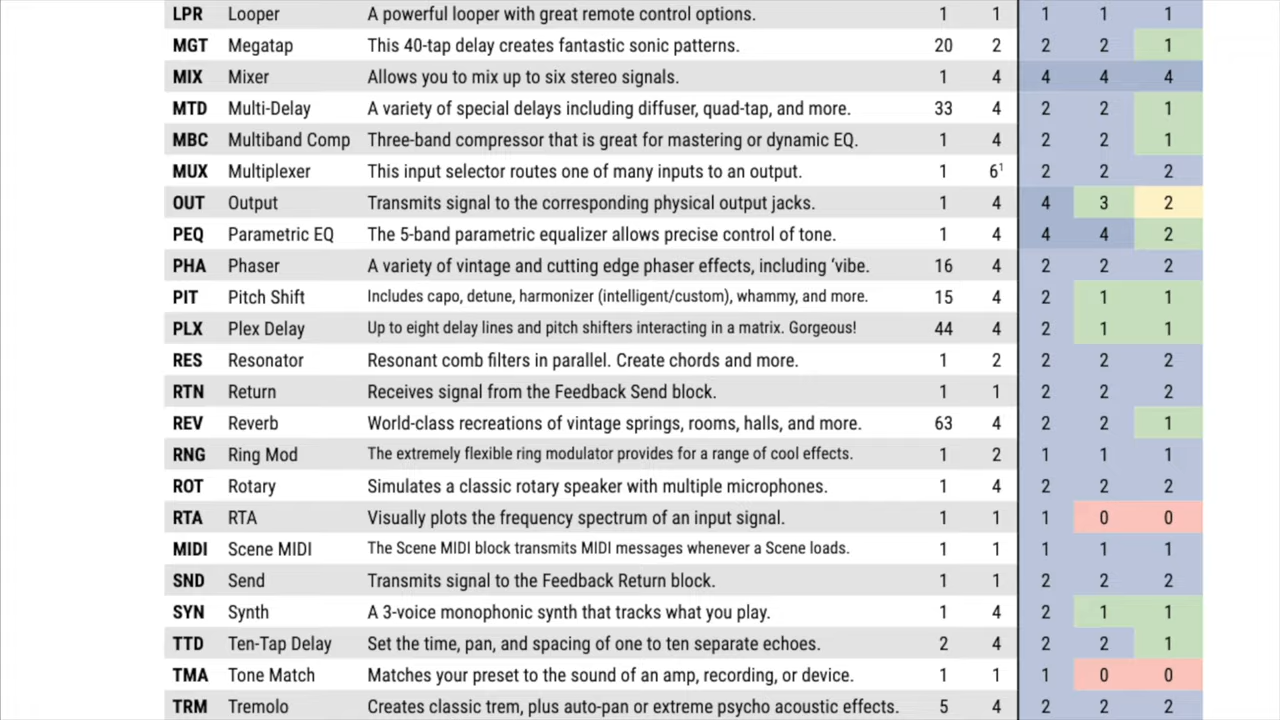 LPR Looper A powerful looper with great remote control options. 1 1 1 1 1
MGT Megatap This 40-tap delay creates fantastic sonic patterns. 20 2 2 2 1
MIX Mixer Allows you to mix up to six stereo signals. 1 4 4 4 4
MTD Multi-Delay A variety of special delays including diffuser, quad-tap, and more. 33 4 2 2 1
MBC Multiband Comp Three-band compressor that is great for mastering or dynamic EQ. 1 4 2 2 1
MUX Multiplexer This input selector routes one of many inputs to an output. 1 6¹ 2 2 2
OUT Output Transmits signal to the corresponding physical output jacks. 1 4 4 3 2
PEQ Parametric EQ The 5-band parametric equalizer allows precise control of tone. 1 4 4 4 2
PHA Phaser A variety of vintage and cutting edge phaser effects, including ‘vibe. 16 4 2 2 2
PIT Pitch Shift Includes capo, detune, harmonizer (intelligent/custom), whammy, and more. 15 4 2 1 1
PLX Plex Delay Up to eight delay lines and pitch shifters interacting in a matrix. Gorgeous! 44 4 2 1 1
RES Resonator Resonant comb filters in parallel. Create chords and more. 1 2 2 2 2
RTN Return Receives signal from the Feedback Send block. 1 1 2 2 2
REV Reverb World-class recreations of vintage springs, rooms, halls, and more. 63 4 2 2 1
RNG Ring Mod The extremely flexible ring modulator provides for a range of cool effects. 1 2 1 1 1
ROT Rotary Simulates a classic rotary speaker with multiple microphones. 1 4 2 2 2
RTA RTA Visually plots the frequency spectrum of an input signal. 1 1 1 0 0
MIDI Scene MIDI The Scene MIDI block transmits MIDI messages whenever a Scene loads. 1 1 1 1 1
SND Send Transmits signal to the Feedback Return block. 1 1 2 2 2
SYN Synth A 3-voice monophonic synth that tracks what you play. 1 4 2 1 1
TTD Ten-Tap Delay Set the time, pan, and spacing of one to ten separate echoes. 2 4 2 2 1
TMA Tone Match Matches your preset to the sound of an amp, recording, or device. 1 1 1 0 0
TRM Tremolo Creates classic trem, plus auto-pan or extreme psycho acoustic effects. 5 4 2 2 2